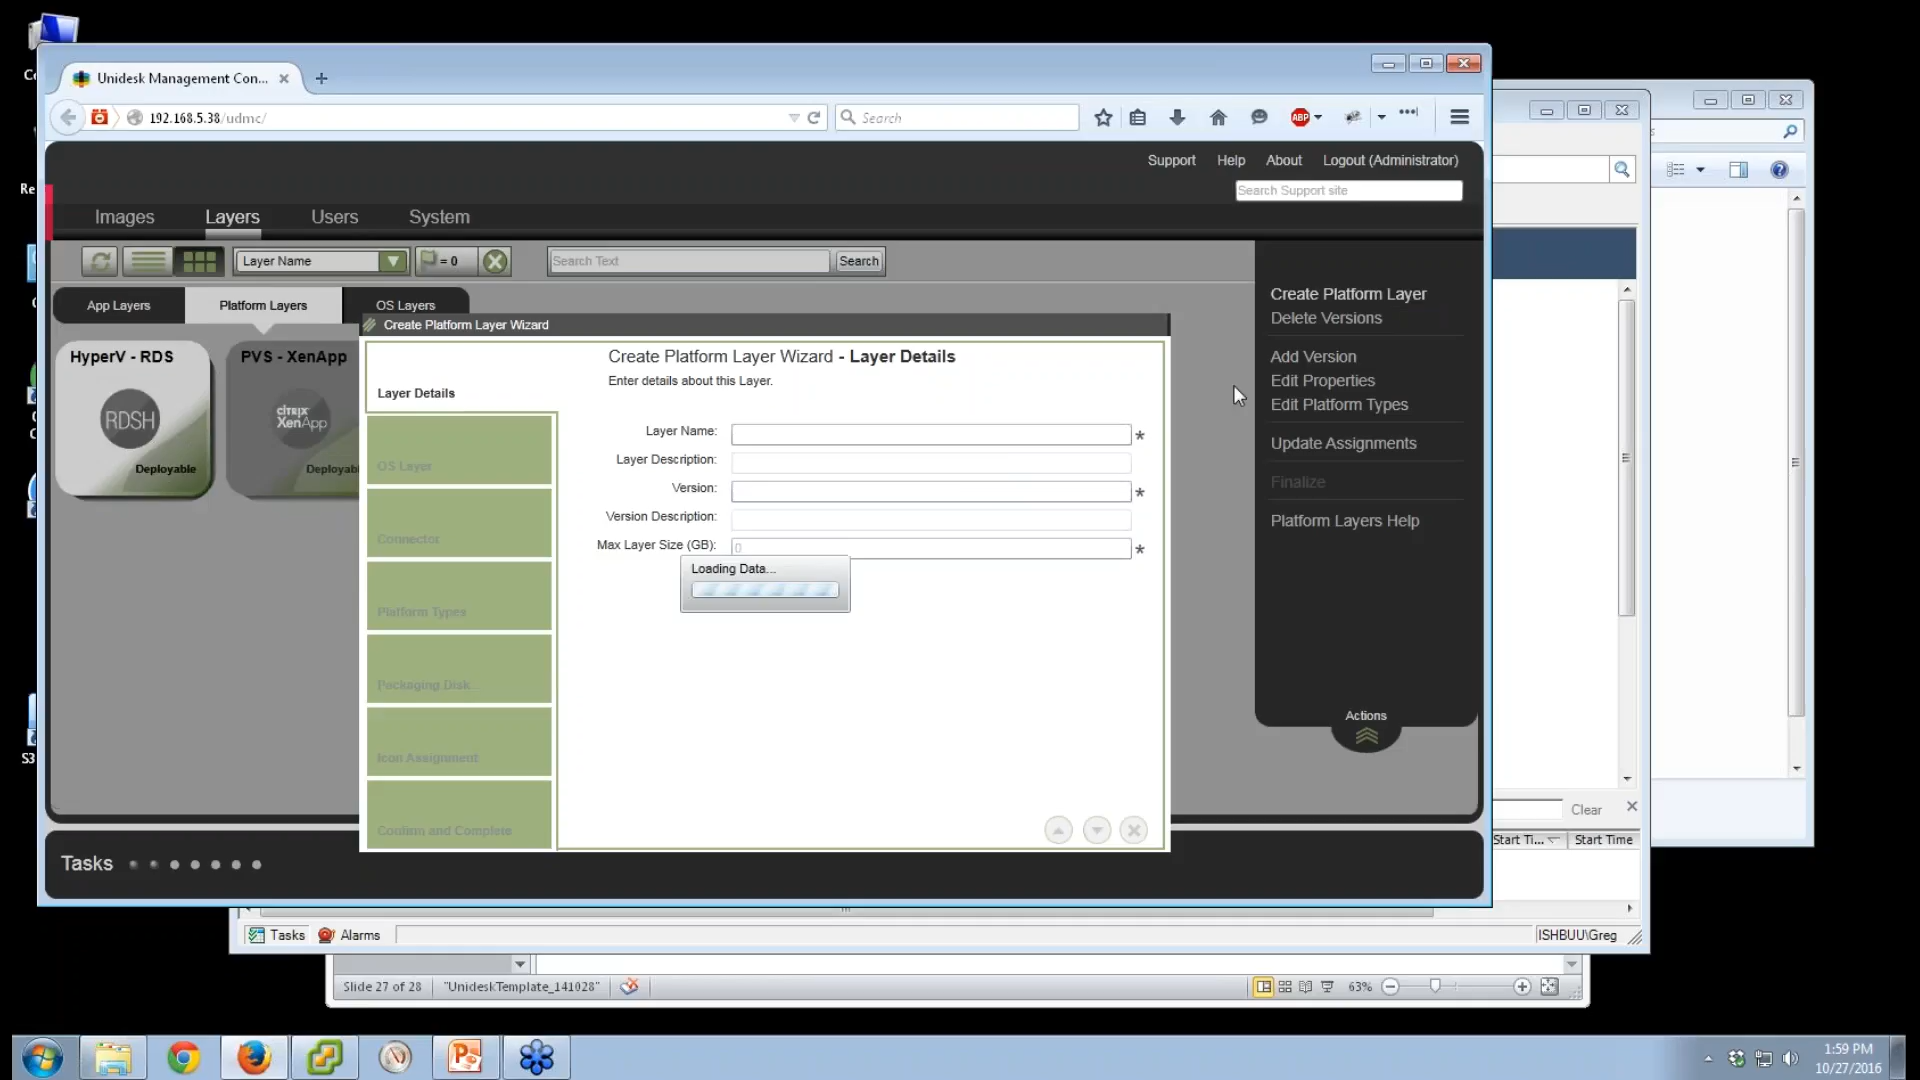 Unidesk Management Con...
192.168.5.38/udmc/
Search
ABP
Support Help About Logout (Administrator)
Search Support site
Images Layers Users System
Layer Name
= 0
Search Text
Search
App Layers Platform Layers OS Layers
HyperV - RDS
RDSH
Deployable
PVS - XenApp
citrix
XenApp
Deployabl
Create Platform Layer Wizard
Create Platform Layer Wizard - Layer Details
Enter details about this Layer.
Layer Details
OS Layer
Connector
Platform Types
Packaging Disk
Icon Assignment
Confirm and Complete
Layer Name: *
Layer Description:
Version: *
Version Description:
Max Layer Size (GB): 0 *
Loading Data...
Create Platform Layer
Delete Versions
Add Version
Edit Properties
Edit Platform Types
Update Assignments
Finalize
Platform Layers Help
Actions
Tasks
Clear
Start Ti... Start Time
Tasks Alarms
ISHBUU\Greg
Slide 27 of 28 "UnideskTemplate_141028" 63%
Re
S3
1:59 PM
10/27/2016